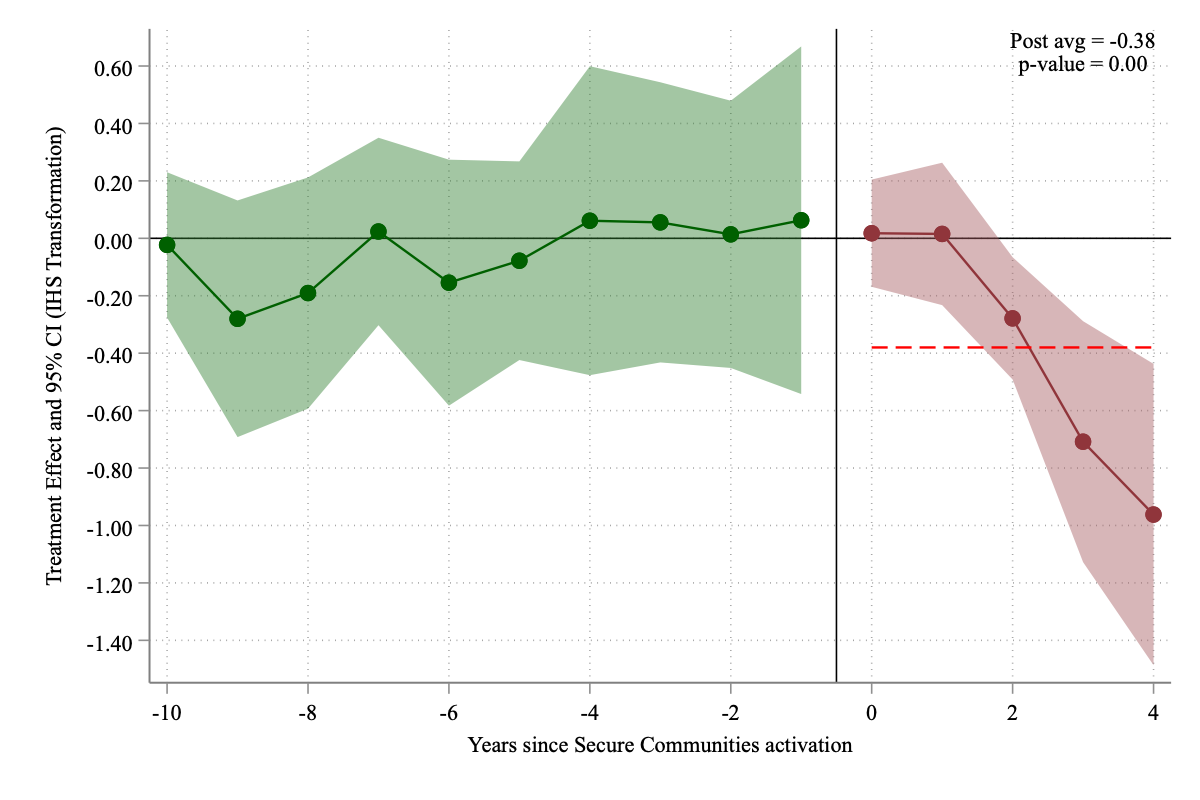 Post avg = -0.38
p-value = 0.00
Treatment Effect and 95% CI (IHS Transformation)
0.60
0.40
0.20
0.00
-0.20
-0.40
-0.60
-0.80
-1.00
-1.20
-1.40
-10 -8 -6 -4 -2 0 2 4
Years since Secure Communities activation